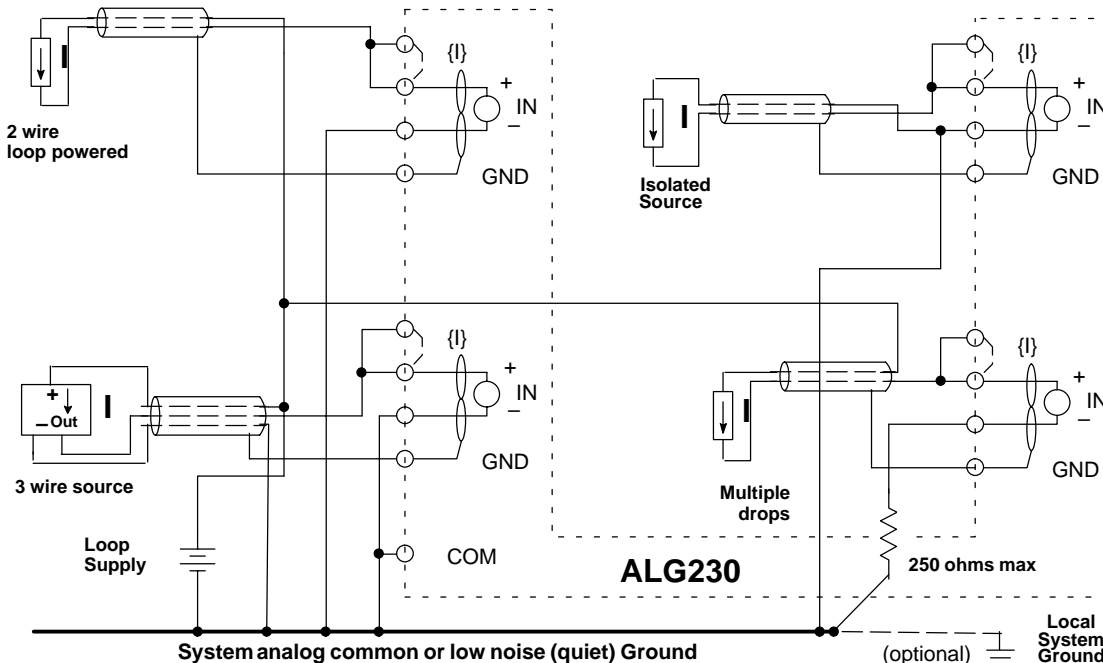 {I}
+
I
IN
–
2 wire
loop powered
GND
{I}
+
I
IN
–
Isolated
Source
GND
{I}
+
+
I
IN
– Out
–
GND
3 wire source
{I}
+
I
IN
–
GND
Multiple
drops
Loop
Supply
COM
ALG230
250 ohms max
System analog common or low noise (quiet) Ground
(optional)
Local
System
Ground